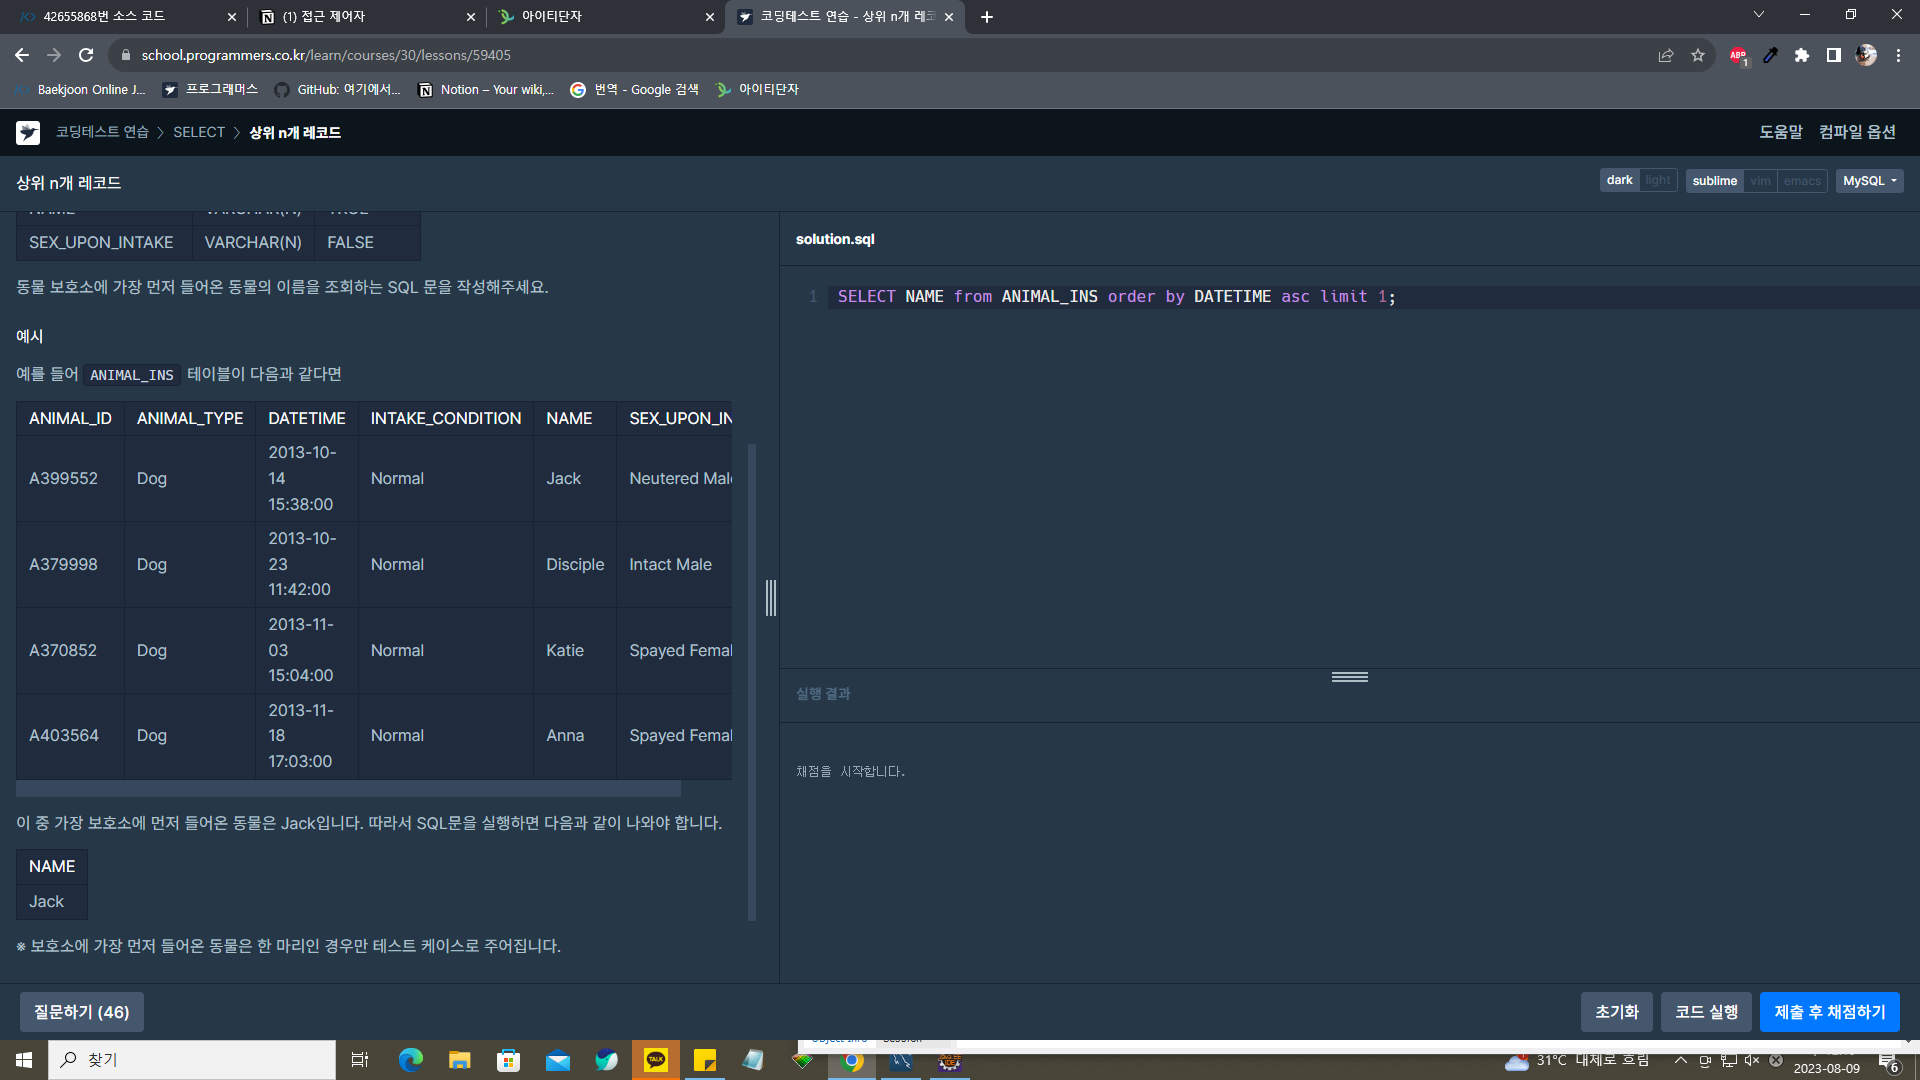 42655868번 소스 코드
(1) 접근 제어자
아이티단자
코딩테스트 연습 - 상위 n개 레코
school.programmers.co.kr/learn/courses/30/lessons/59405
ABP
1
Baekjoon Online J...
프로그래머스
GitHub: 여기에서...
Notion – Your wiki,...
번역 - Google 검색
아이티단자
코딩테스트 연습
SELECT
상위 n개 레코드
도움말
컴파일 옵션
상위 n개 레코드
dark light
sublime vim emacs
MySQL
NAME VARCHAR(N) TRUE
SEX_UPON_INTAKE VARCHAR(N) FALSE
동물 보호소에 가장 먼저 들어온 동물의 이름을 조회하는 SQL 문을 작성해주세요.
예시
예를 들어 ANIMAL_INS 테이블이 다음과 같다면
ANIMAL_ID ANIMAL_TYPE DATETIME INTAKE_CONDITION NAME SEX_UPON_IN
A399552 Dog 2013-10-14 15:38:00 Normal Jack Neutered Male
A379998 Dog 2013-10-23 11:42:00 Normal Disciple Intact Male
A370852 Dog 2013-11-03 15:04:00 Normal Katie Spayed Femal
A403564 Dog 2013-11-18 17:03:00 Normal Anna Spayed Femal
이 중 가장 보호소에 먼저 들어온 동물은 Jack입니다. 따라서 SQL문을 실행하면 다음과 같이 나와야 합니다.
NAME
Jack
※ 보호소에 가장 먼저 들어온 동물은 한 마리인 경우만 테스트 케이스로 주어집니다.
solution.sql
1 SELECT NAME from ANIMAL_INS order by DATETIME asc limit 1;
실행 결과
채점을 시작합니다.
질문하기 (46)
초기화
코드 실행
제출 후 채점하기
Object Info Session
찾기
TALK
31°C 대체로 흐림
2023-08-09
6